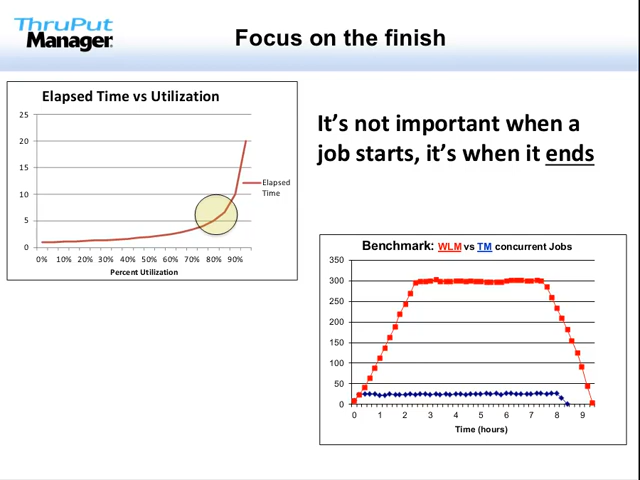 ThruPut
Manager®
Focus on the finish
Elapsed Time vs Utilization
25
20
15
10
5
0
0% 10% 20% 30% 40% 50% 60% 70% 80% 90%
Percent Utilization
Elapsed
Time
It's not important when a
job starts, it's when it ends
Benchmark: WLM vs TM concurrent Jobs
350
300
250
200
150
100
50
0
0 1 2 3 4 5 6 7 8 9
Time (hours)